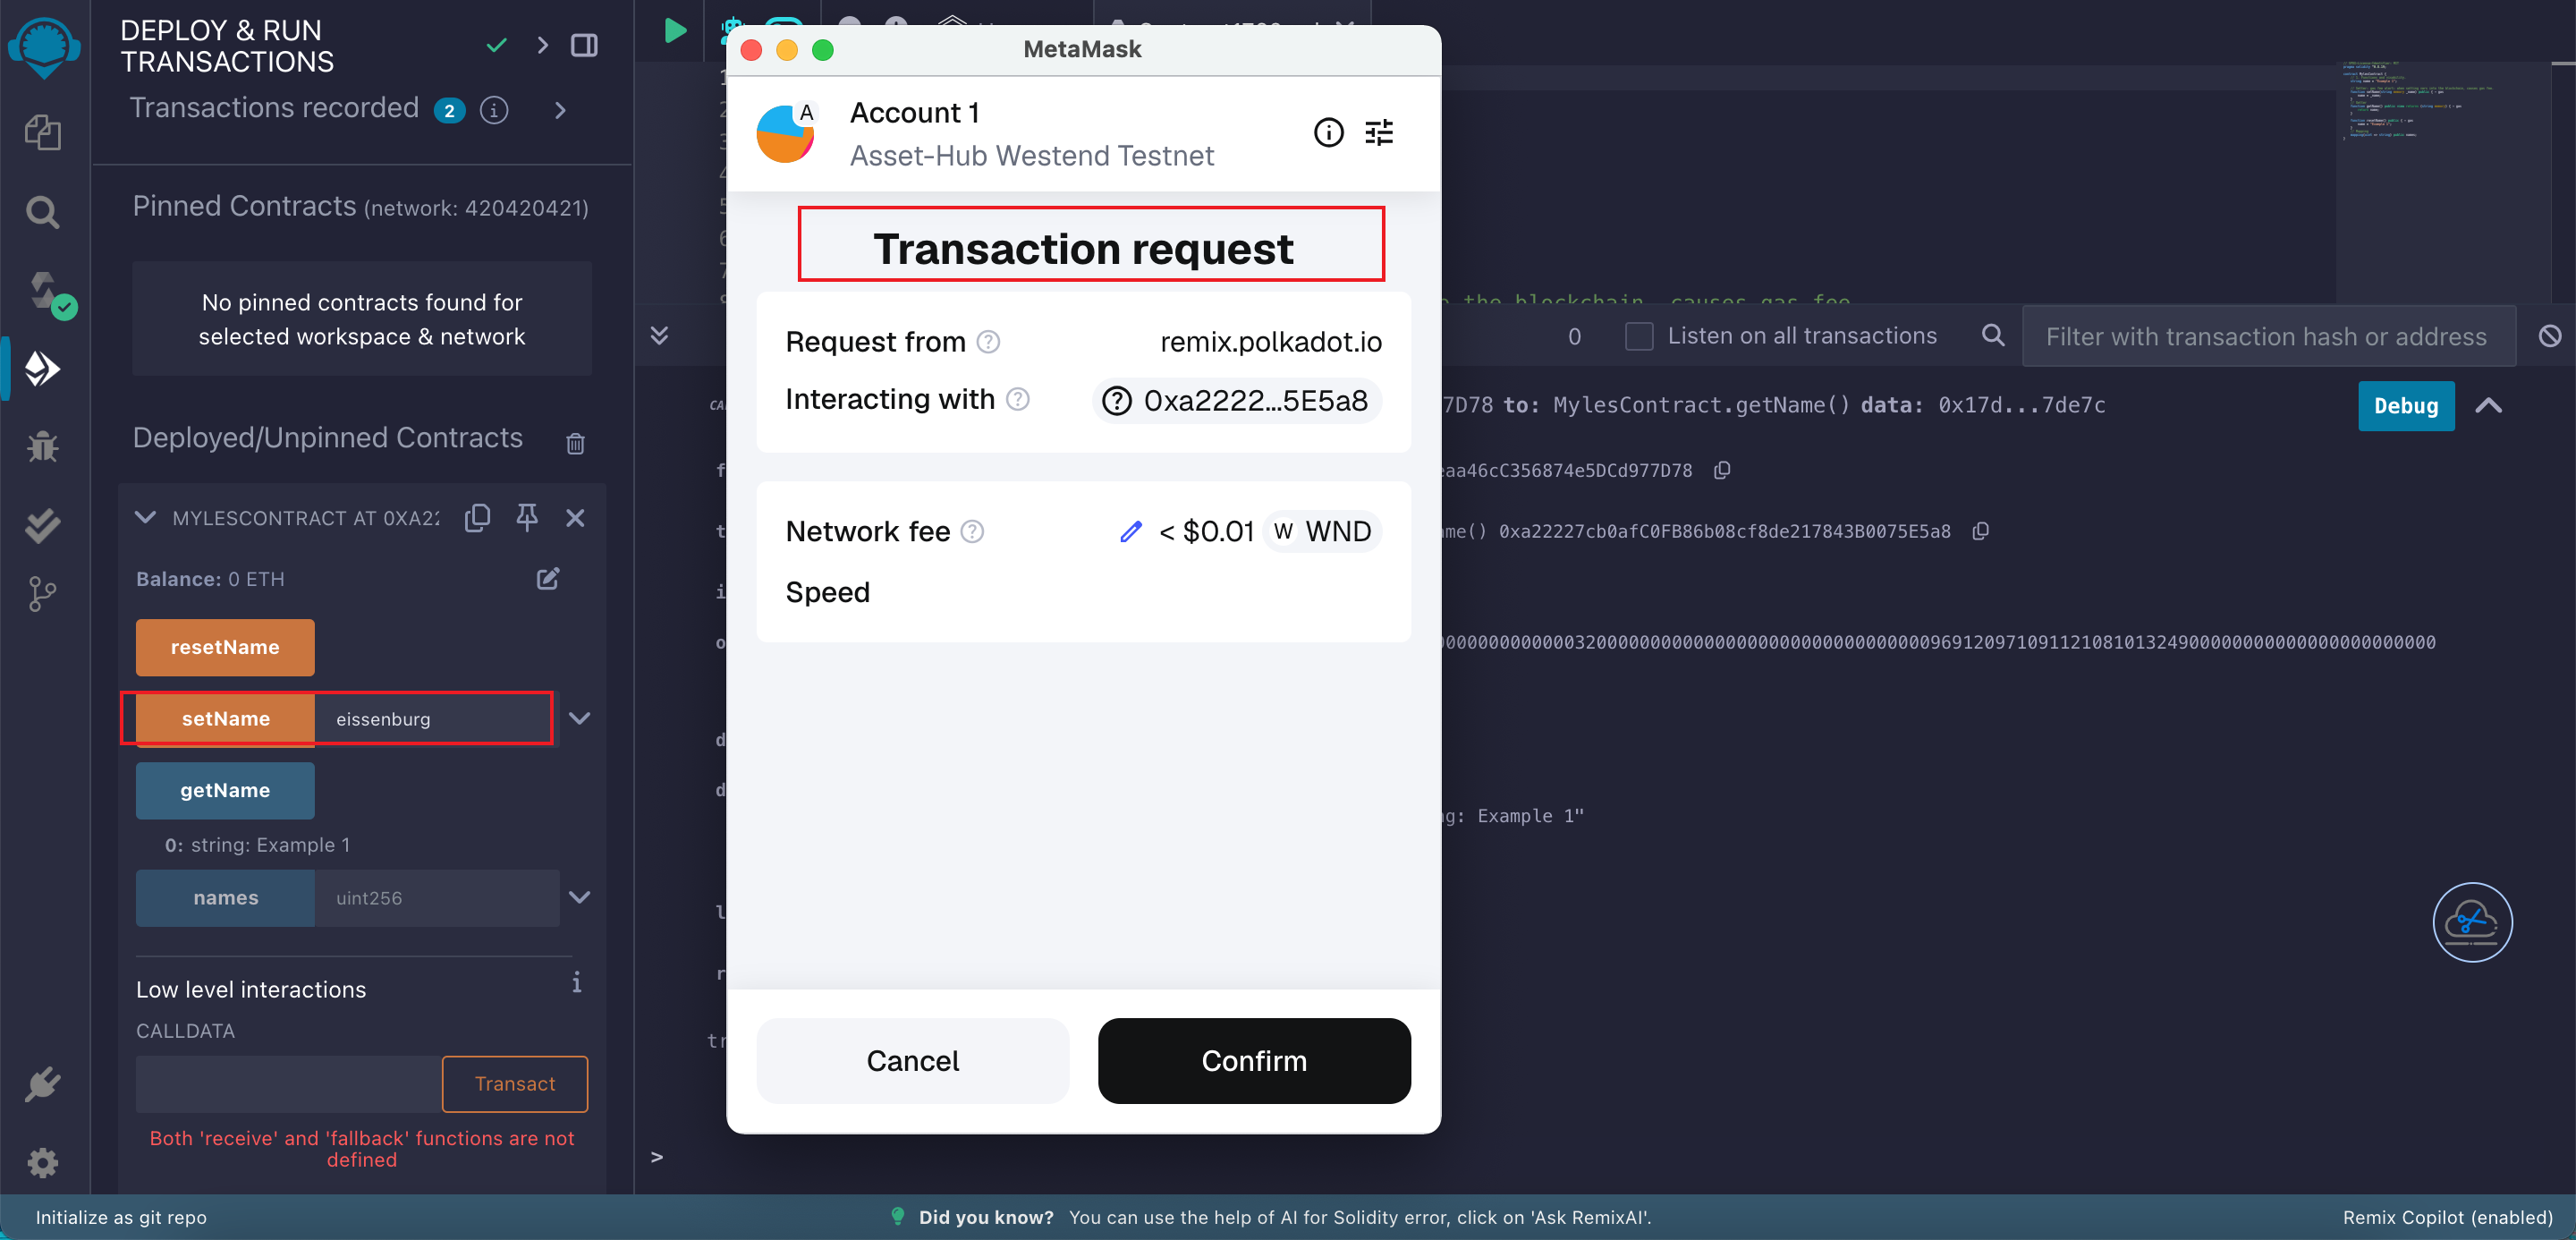 DEPLOY & RUN
TRANSACTIONS
Transactions recorded 2
Pinned Contracts (network: 420420421)
No pinned contracts found for
selected workspace & network
Deployed/Unpinned Contracts
MYLESCONTRACT AT 0XA22
Balance: 0 ETH
resetName
setName eissenburg
getName
0: string: Example 1
names uint256
Low level interactions
i
CALLDATA
Transact
Both 'receive' and 'fallback' functions are not
defined
MetaMask
A
Account 1
Asset-Hub Westend Testnet
Transaction request
Request from remix.polkadot.io
Interacting with 0xa2222...5E5a8
Network fee < $0.01 W WND
Speed
Cancel Confirm
the blockchain, causes gas fee
0 Listen on all transactions Filter with transaction hash or address
7D78 to: MylesContract.getName() data: 0x17d...7de7c
Debug
eaa46cC356874e5DCd977D78
me() 0xa22227cb0afC0FB86b08cf8de217843B0075E5a8
g: Example 1"
>
Initialize as git repo
Did you know? You can use the help of AI for Solidity error, click on 'Ask RemixAI'.
Remix Copilot (enabled)